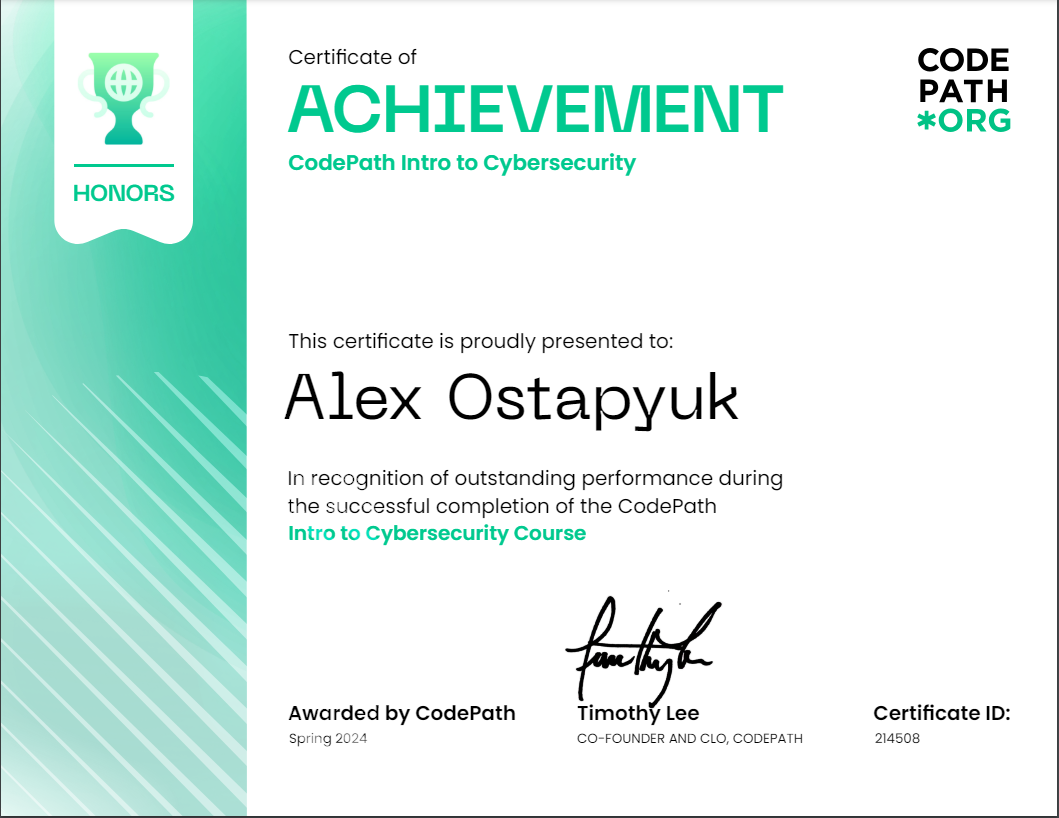 HONORS
Certificate of
ACHIEVEMENT
CodePath Intro to Cybersecurity
CODE
PATH
*ORG
This certificate is proudly presented to:
Alex Ostapyuk
In recognition of outstanding performance during
the successful completion of the CodePath
Intro to Cybersecurity Course
Awarded by CodePath
Spring 2024
Timothy Lee
CO-FOUNDER AND CLO, CODEPATH
Certificate ID:
214508